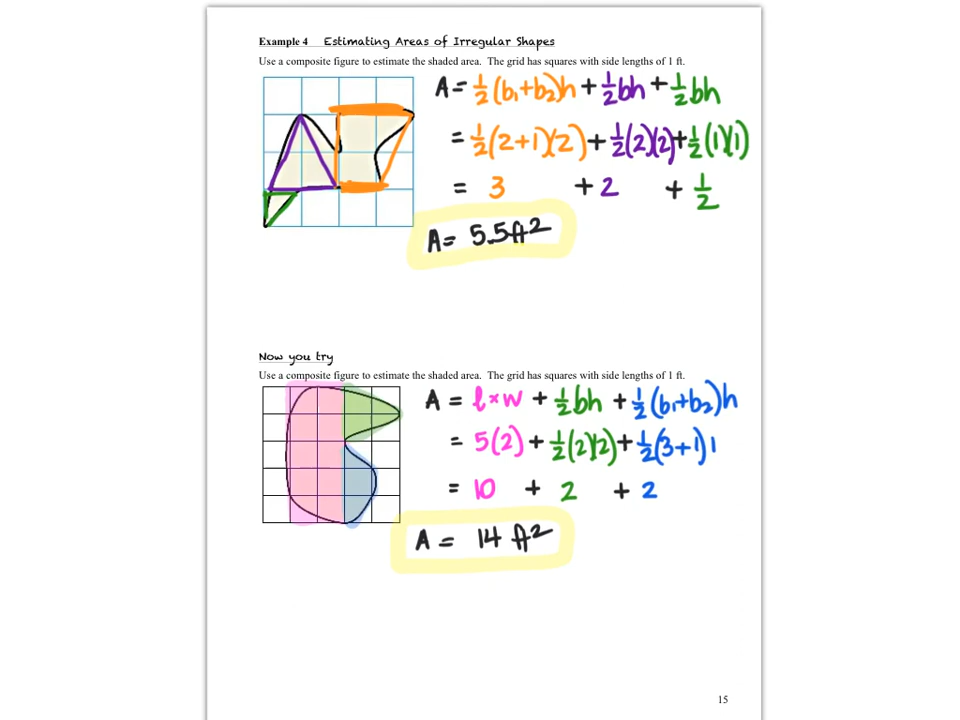 Example 4 Estimating Areas of Irregular Shapes
Use a composite figure to estimate the shaded area. The grid has squares with side lengths of 1 ft.
A = ½(b₁+b₂)h + ½bh + ½bh
= ½(2+1)(2) + ½(2)(2) + ½(1)(1)
= 3 + 2 + ½
A = 5.5 ft²
Now you try
Use a composite figure to estimate the shaded area. The grid has squares with side lengths of 1 ft.
A = l × w + ½bh + ½(b₁+b₂)h
= 5(2) + ½(2)(2) + ½(3+1)1
= 10 + 2 + 2
A = 14 ft²
15